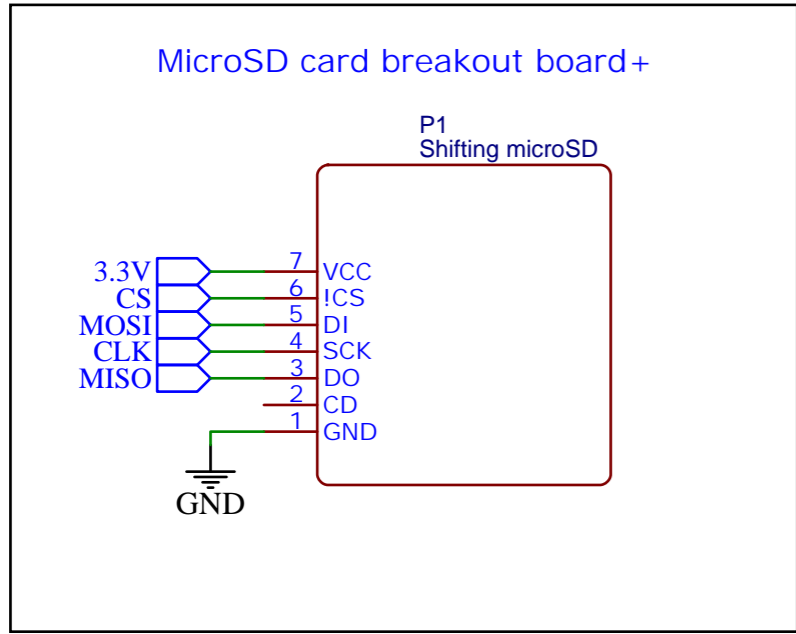 MicroSD card breakout board+
P1
Shifting microSD
3.3V 7 VCC
CS 6 !CS
MOSI 5 DI
CLK 4 SCK
MISO 3 DO
2 CD
1 GND
GND